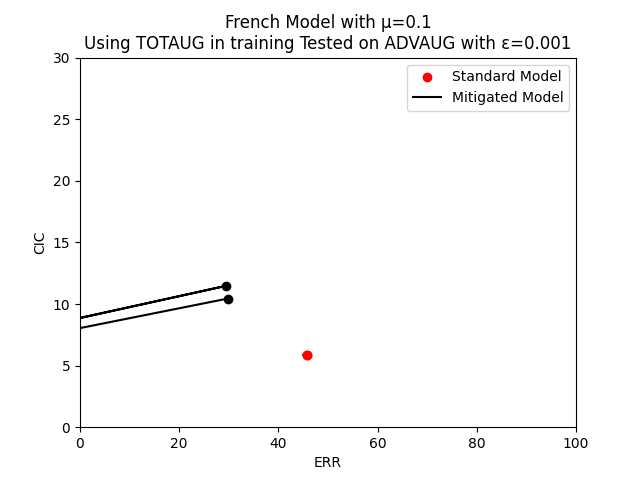 French Model with μ=0.1
Using TOTAUG in training Tested on ADVAUG with ε=0.001
30
25
20
15
10
5
0
CIC
Standard Model
Mitigated Model
0 20 40 60 80 100
ERR